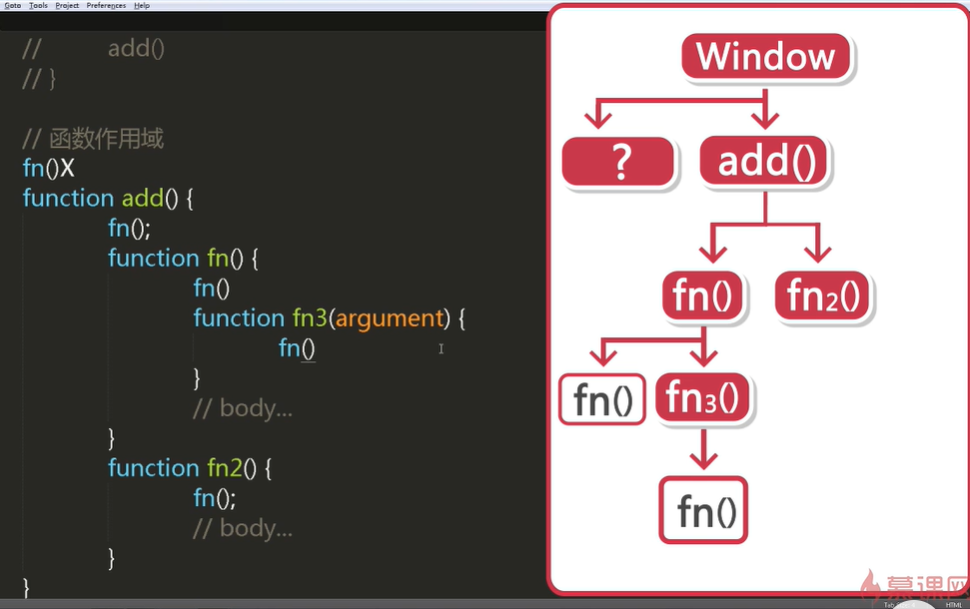 Goto Tools Project Preferences Help
// add()
// }
// 函数作用域
fn()X
function add() {
fn();
function fn() {
fn()
function fn3(argument) {
fn()
}
// body...
}
function fn2() {
fn();
// body...
}
}
Window
? add()
fn() fn2()
fn() fn3()
fn()
慕课网
HTML